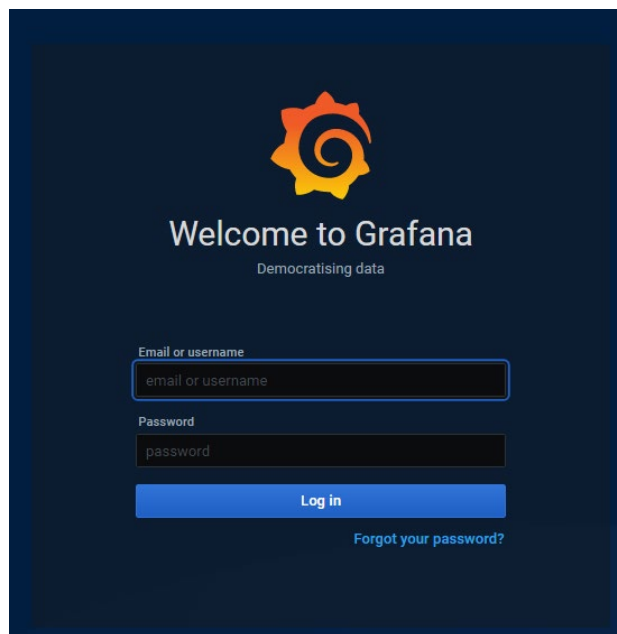 Welcome to Grafana
Democratising data
Email or username
email or username
Password
password
Log in
Forgot your password?